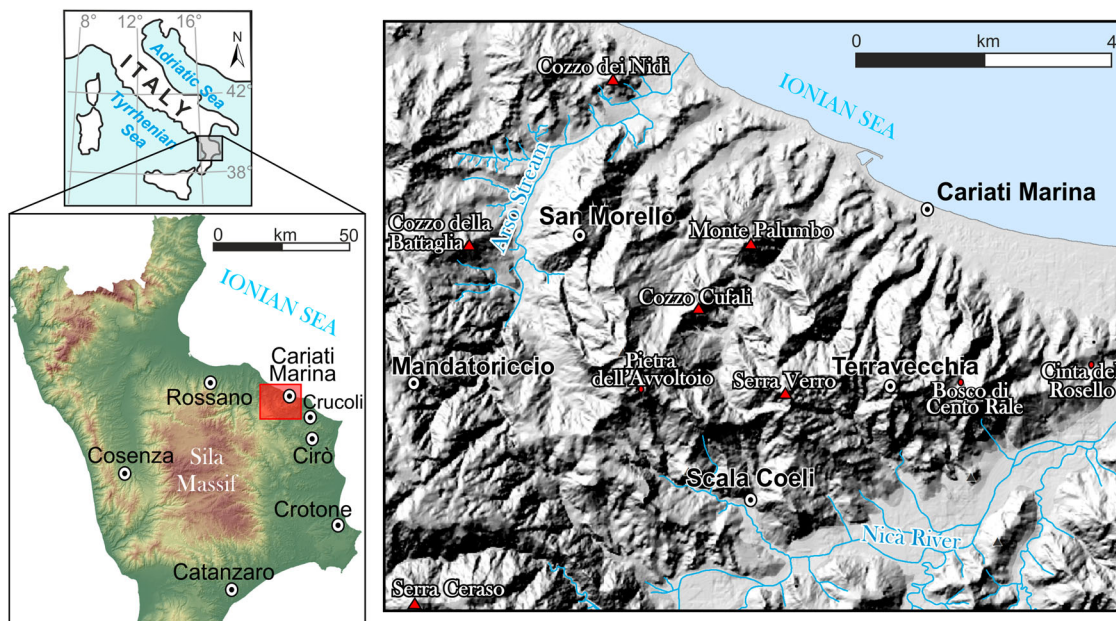 8° 12° 16°
N
Adriatic Sea
ITALY
42°
Tyrrhenian
Sea
38°
0 km 50
IONIAN SEA
Cariati
Marina
Rossano
Crucoli
Cirò
Cosenza
Sila
Massif
Crotone
Catanzaro
0 km 4
Cozzo dei Nidi
IONIAN SEA
Arso Stream
Cariati Marina
San Morello
Cozzo della
Battaglia
Monte Palumbo
Cozzo Cufali
Mandatoriccio
Pietra
dell'Avvoltoio
Serra Verro
Terravecchia
Bosco di
Cento Rale
Cinta del
Rosello
Scala Coeli
Nicà River
Serra Ceraso